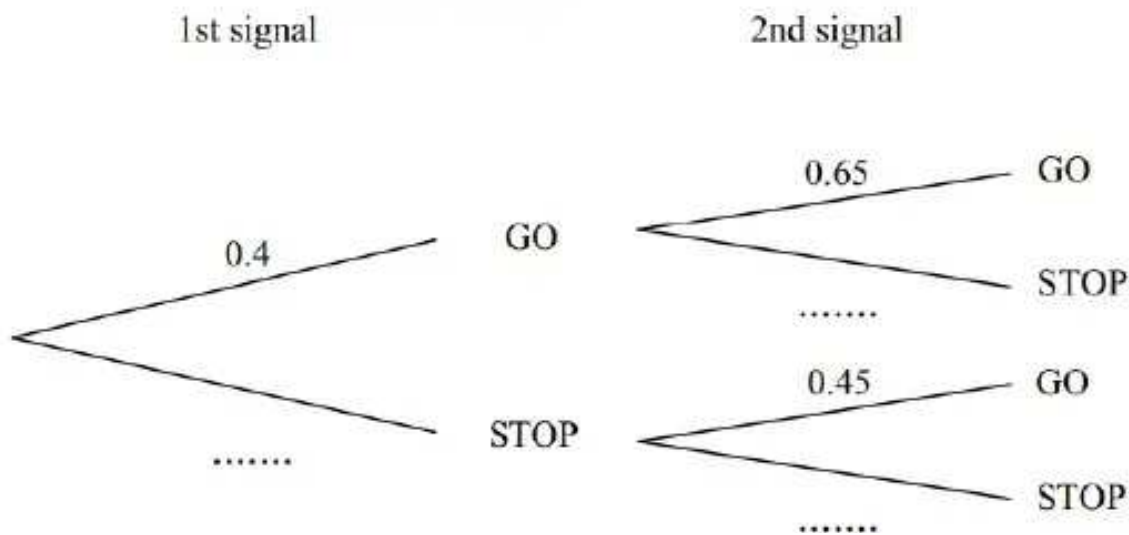 1st signal
2nd signal
0.4
GO
STOP
.......
0.65
GO
STOP
.......
0.45
GO
STOP
.......